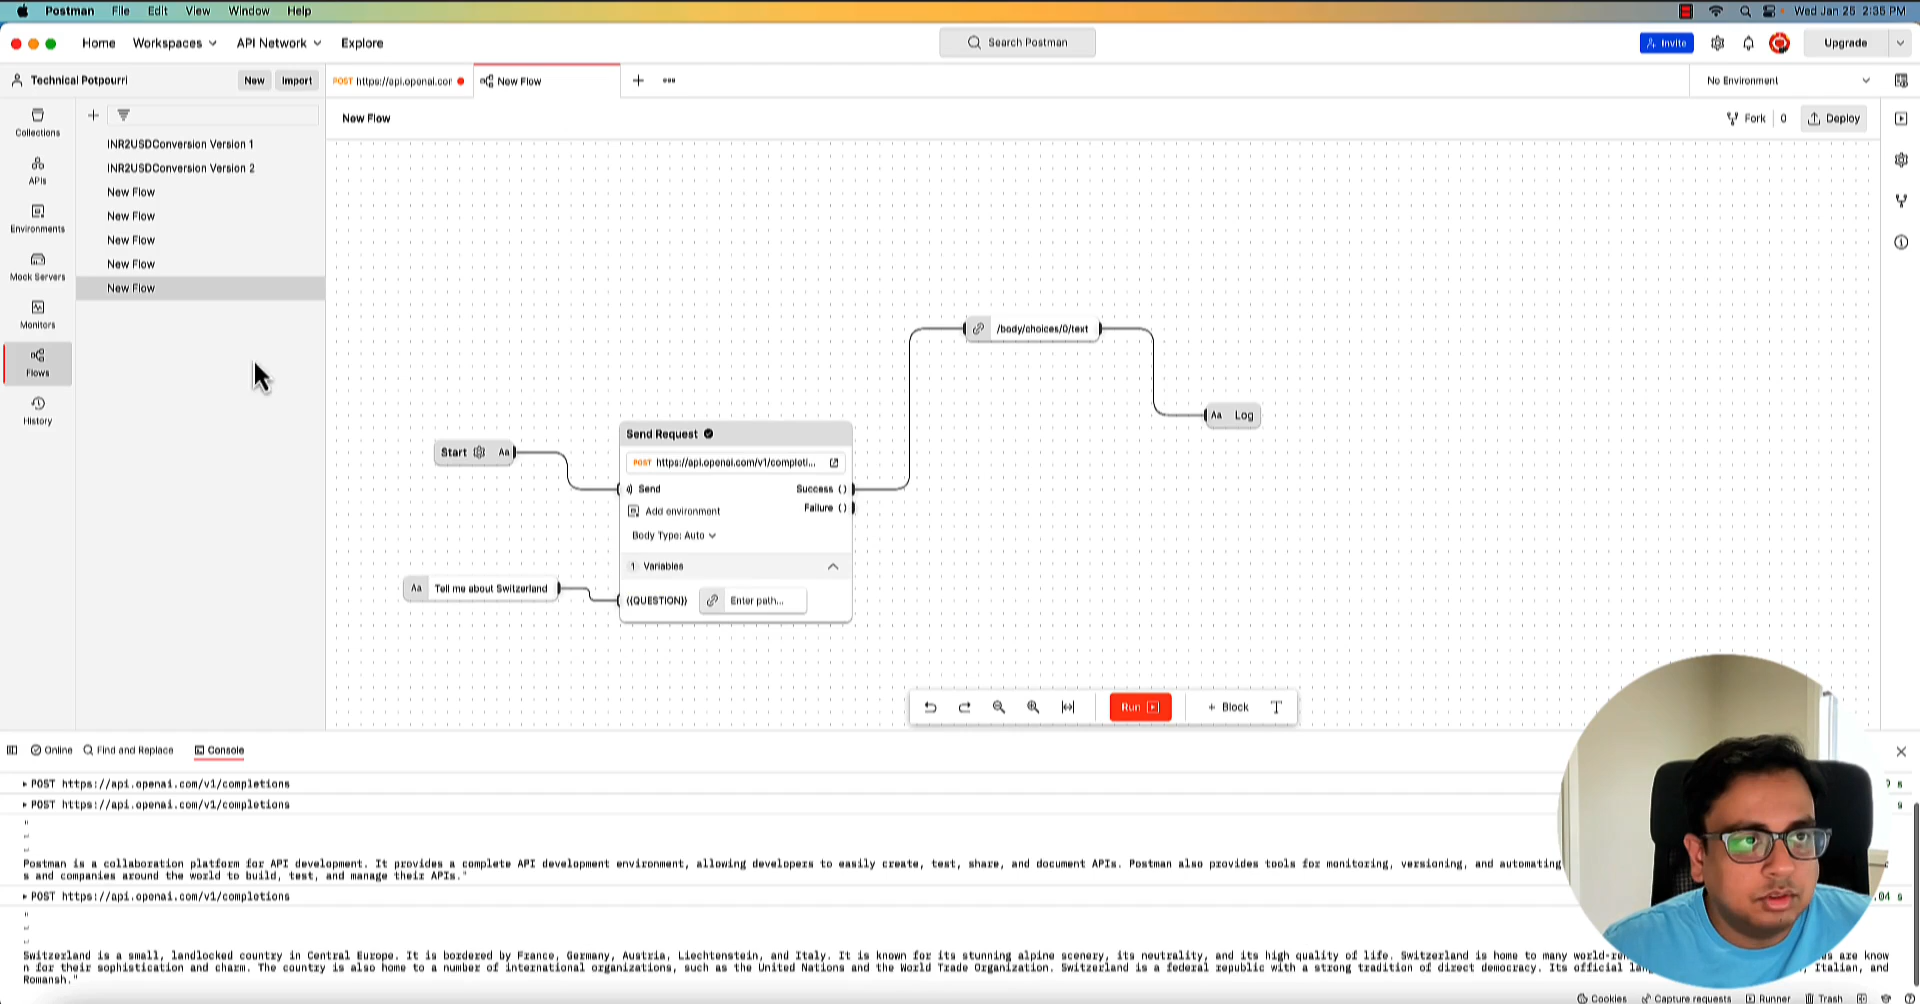 Postman File Edit View Window Help Wed Jan 25 2:35 PM
Home Workspaces API Network Explore Search Postman Invite Upgrade
Technical Potpourri New Import POST https://api.openai.con New Flow No Environment
New Flow Fork 0 Deploy
Collections
APIs
Environments
Mock Servers
Monitors
Flows
History
INR2USDConversion Version 1
INR2USDConversion Version 2
New Flow
New Flow
New Flow
New Flow
New Flow
/body/choices/0/text
Aa Log
Start Aa
Send Request
POST https://api.openai.com/v1/completi...
Send Success ()
Add environment Failure ()
Body Type: Auto
1 Variables
Aa Tell me about Switzerland
{{QUESTION}} Enter path...
Run + Block T
Online Find and Replace Console
POST https://api.openai.com/v1/completions
POST https://api.openai.com/v1/completions s
"
Postman is a collaboration platform for API development. It provides a complete API development environment, allowing developers to easily create, test, share, and document APIs. Postman also provides tools for monitoring, versioning, and automating
s and companies around the world to build, test, and manage their APIs."
POST https://api.openai.com/v1/completions .04 s
"
Switzerland is a small, landlocked country in Central Europe. It is bordered by France, Germany, Austria, Liechtenstein, and Italy. It is known for its stunning alpine scenery, its neutrality, and its high quality of life. Switzerland is home to many world-re are know
n for their sophistication and charm. The country is also home to a number of international organizations, such as the United Nations and the World Trade Organization. Switzerland is a federal republic with a strong tradition of direct democracy. Its official lan , Italian, and
Romansh."
Cookies Capture requests Runner Trash